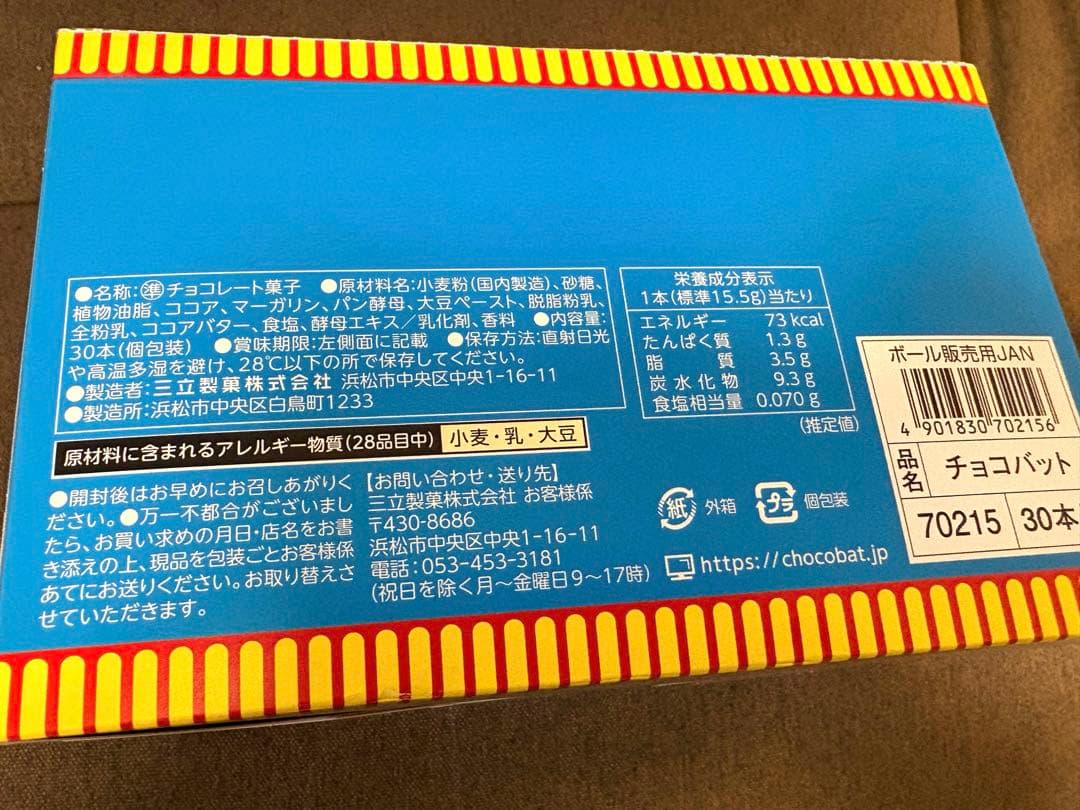 ●名称:準チョコレート菓子 ●原材料名:小麦粉(国内製造)、砂糖、
植物油脂、ココア、マーガリン、パン酵母、大豆ペースト、脱脂粉乳、
全粉乳、ココアバター、食塩、酵母エキス/乳化剤、香料 ●内容量:
30本(個包装) ●賞味期限:左側面に記載 ●保存方法:直射日光
や高温多湿を避け、28℃以下の所で保存してください。
●製造者:三立製菓株式会社 浜松市中央区中央1-16-11
●製造所:浜松市中央区白鳥町1233
原材料に含まれるアレルギー物質(28品目中) 小麦・乳・大豆
●開封後はお早めにお召しあがりく
ださい。●万一不都合がございまし
たら、お買い求めの月日・店名をお書
き添えの上、現品を包装ごとお客様係
あてにお送りください。お取り替えさ
せていただきます。
【お問い合わせ・送り先】
三立製菓株式会社 お客様係
〒430-8686
浜松市中央区中央1-16-11
電話:053-453-3181
(祝日を除く月~金曜日9~17時)
栄養成分表示
1本(標準15.5g)当たり
エネルギー 73kcal
たんぱく質 1.3g
脂質 3.5g
炭水化物 9.3g
食塩相当量 0.070g
(推定値)
紙 外箱 プラ 個包装
https://chocobat.jp
ボール販売用JAN
4 901830 702156
品名 チョコバット
70215 30本